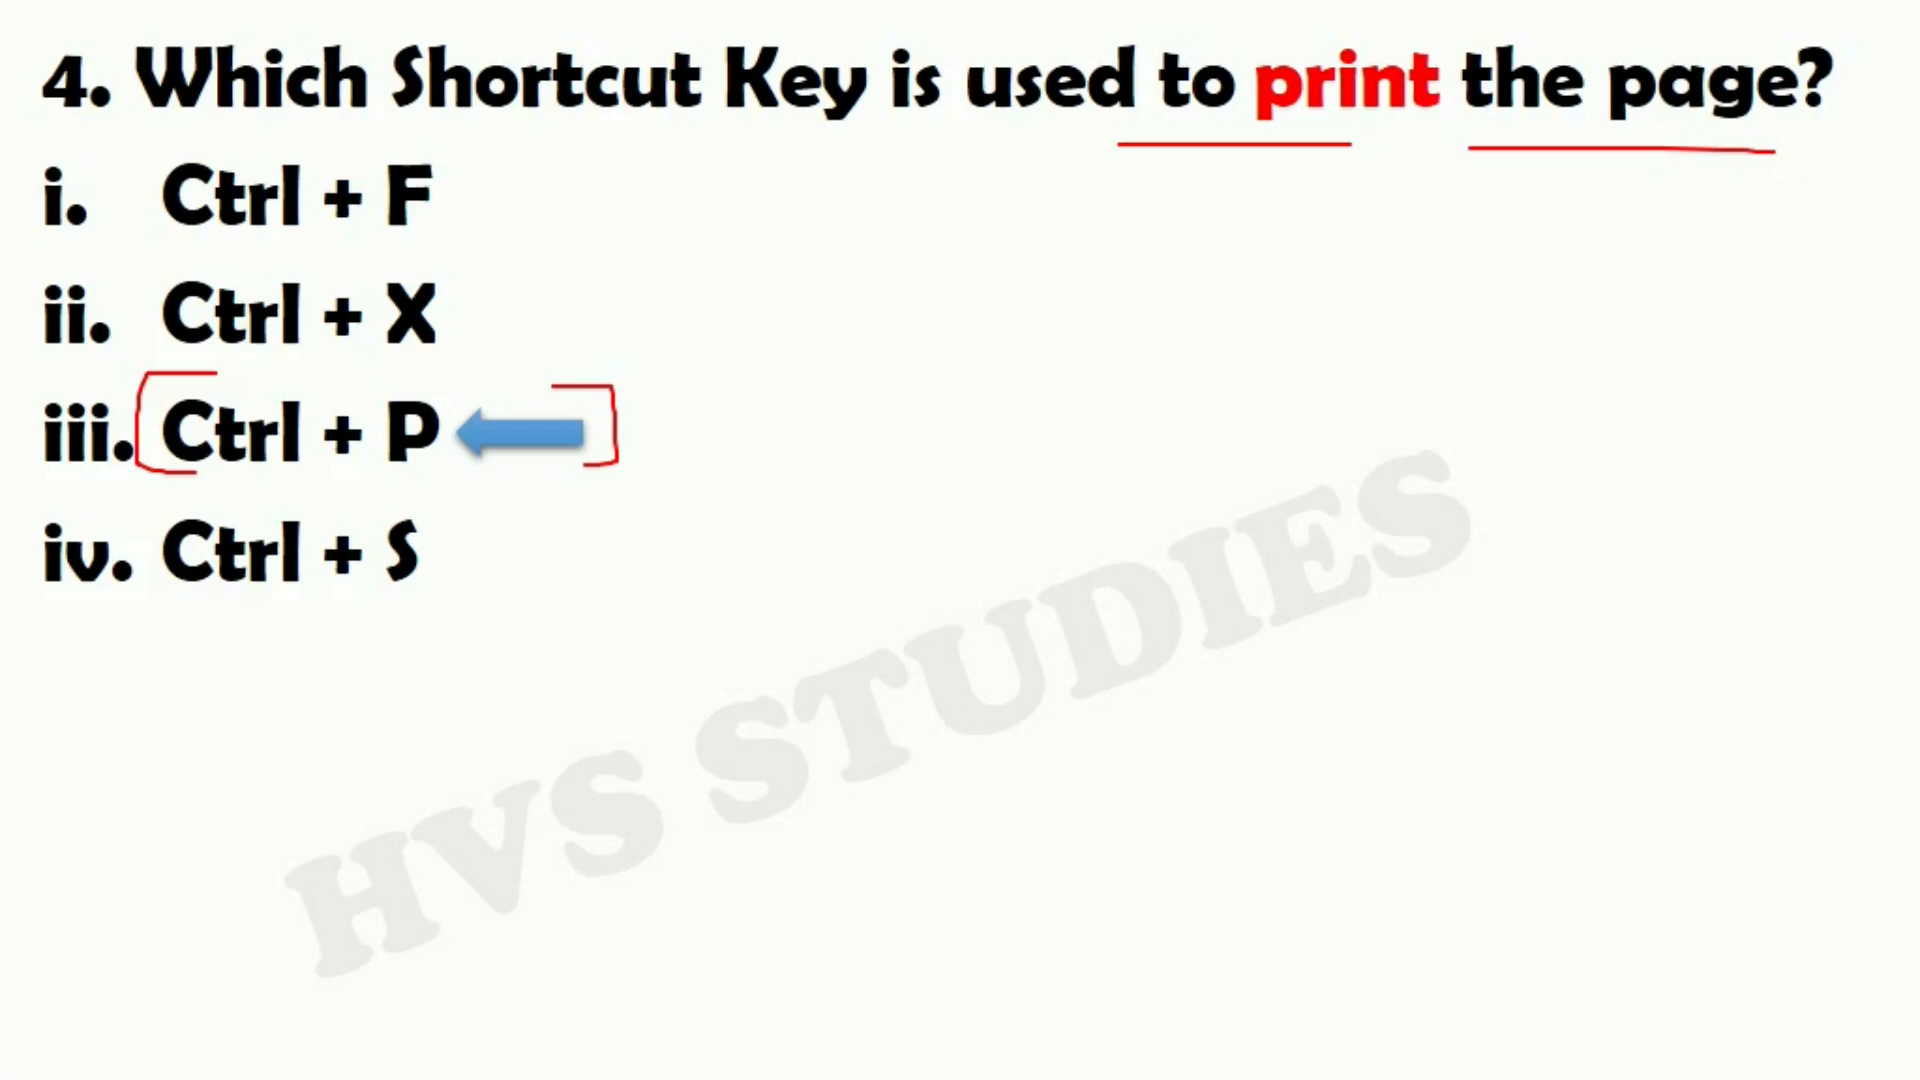 4. Which Shortcut Key is used to print the page?
i. Ctrl + F
ii. Ctrl + X
iii. Ctrl + P
iv. Ctrl + S
HVS STUDIES